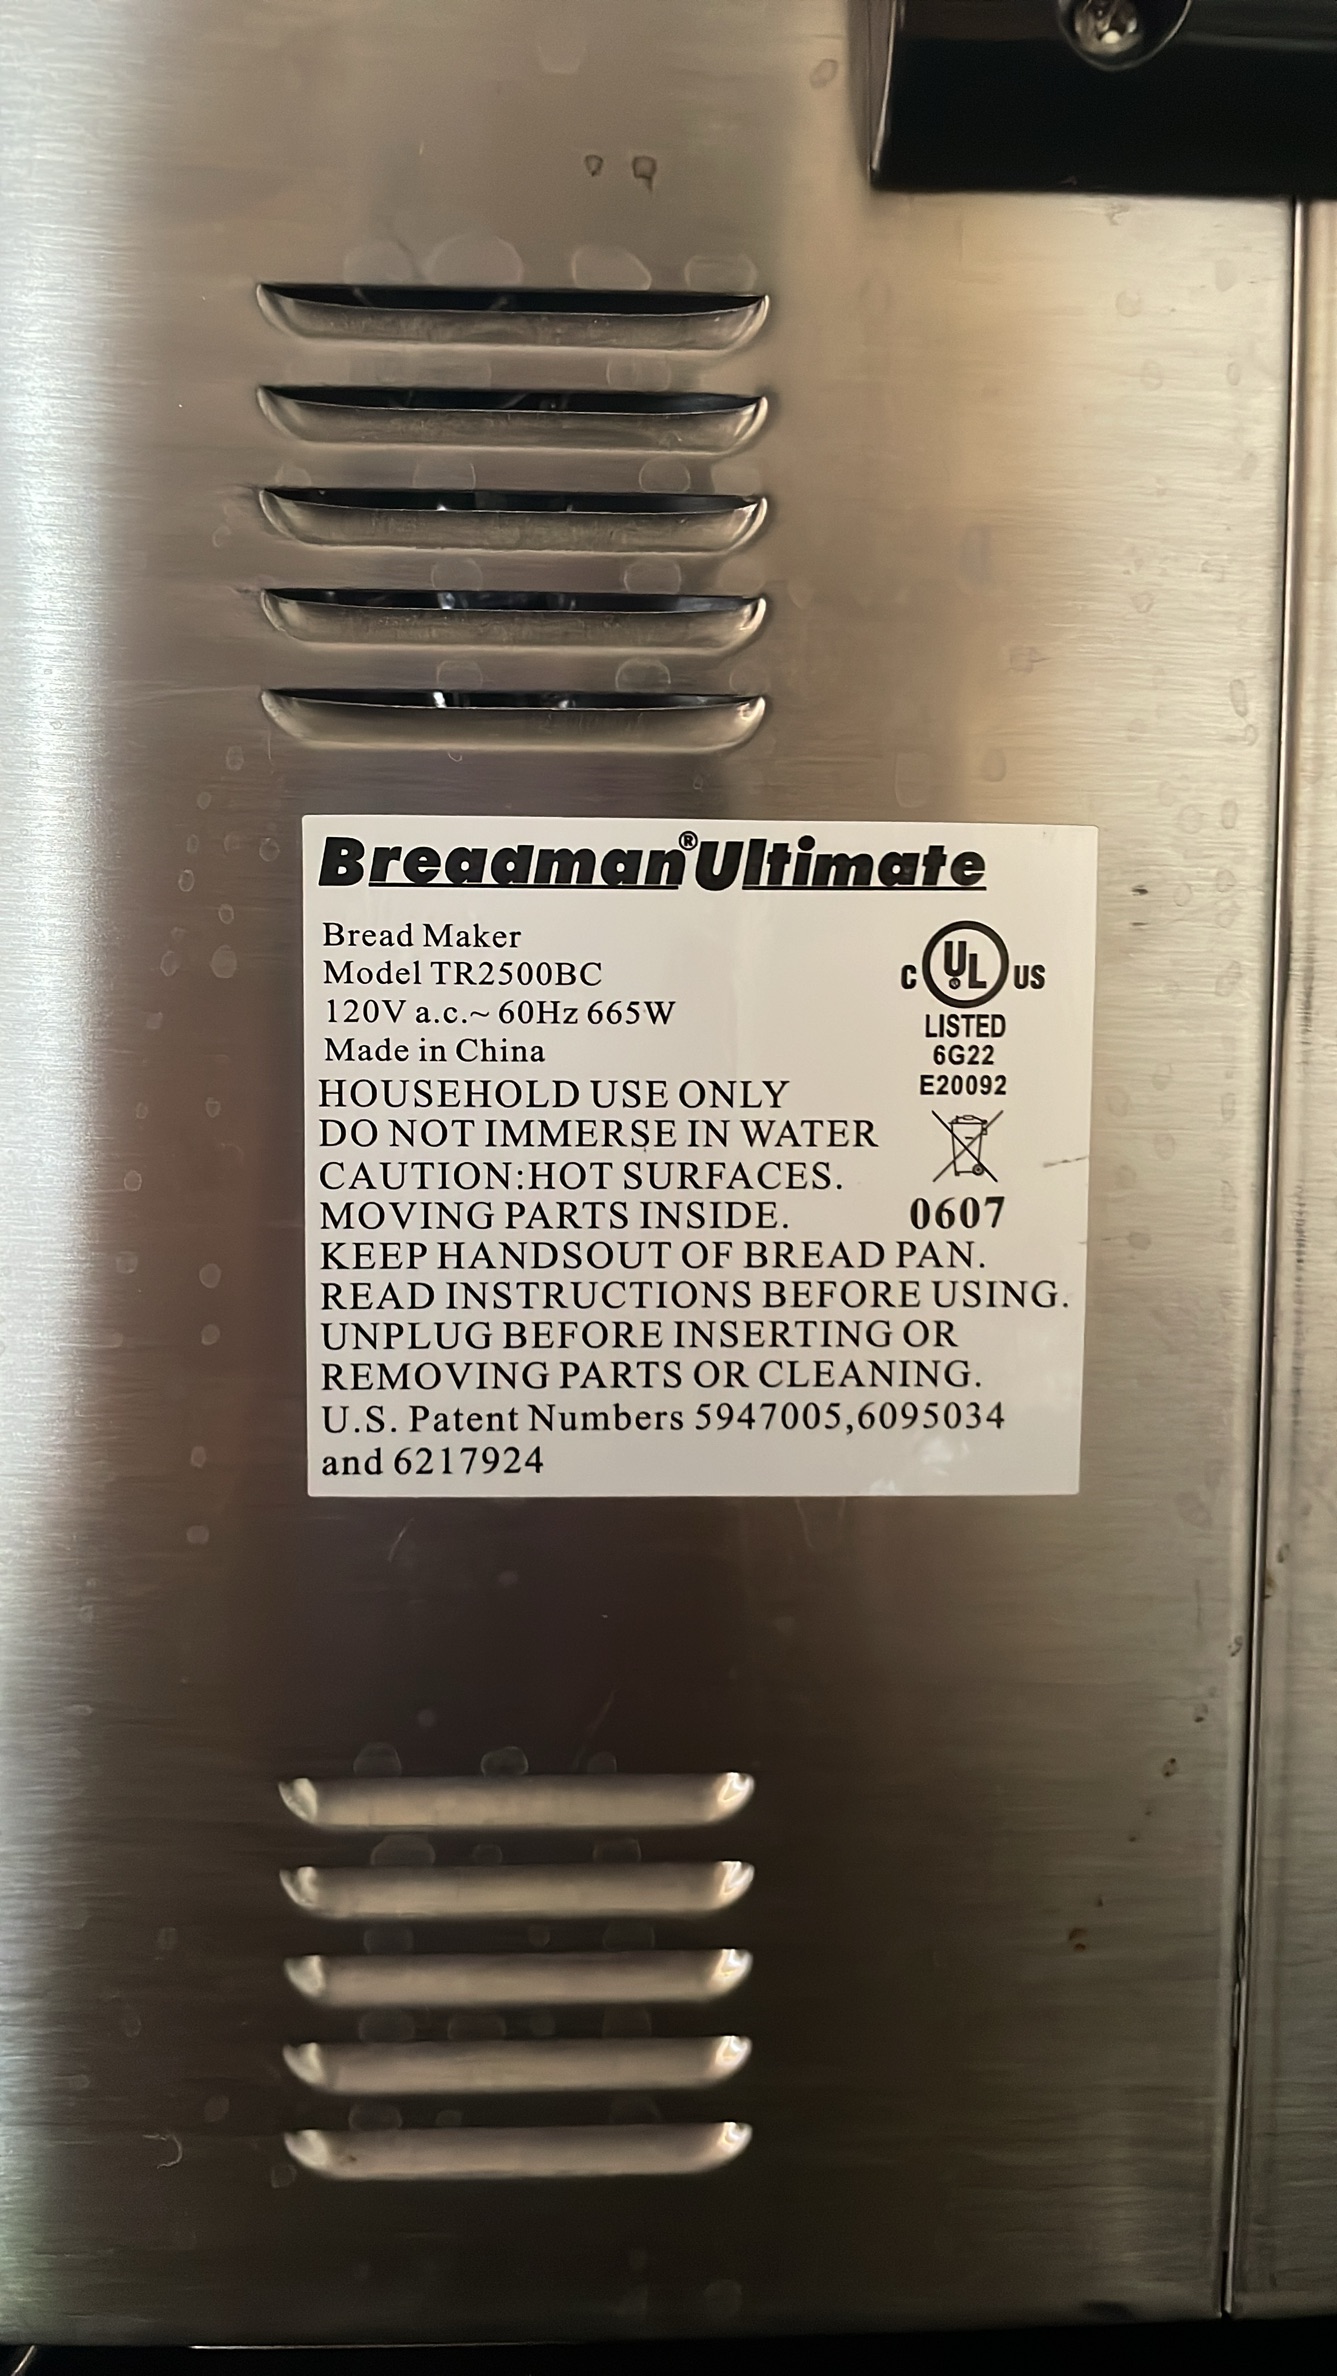 Breadman® Ultimate
Bread Maker
Model TR2500BC
120V a.c.~ 60Hz 665W
Made in China
C UL US
LISTED
6G22
E20092
HOUSEHOLD USE ONLY
DO NOT IMMERSE IN WATER
CAUTION:HOT SURFACES.
MOVING PARTS INSIDE.
0607
KEEP HANDSOUT OF BREAD PAN.
READ INSTRUCTIONS BEFORE USING.
UNPLUG BEFORE INSERTING OR
REMOVING PARTS OR CLEANING.
U.S. Patent Numbers 5947005,6095034
and 6217924